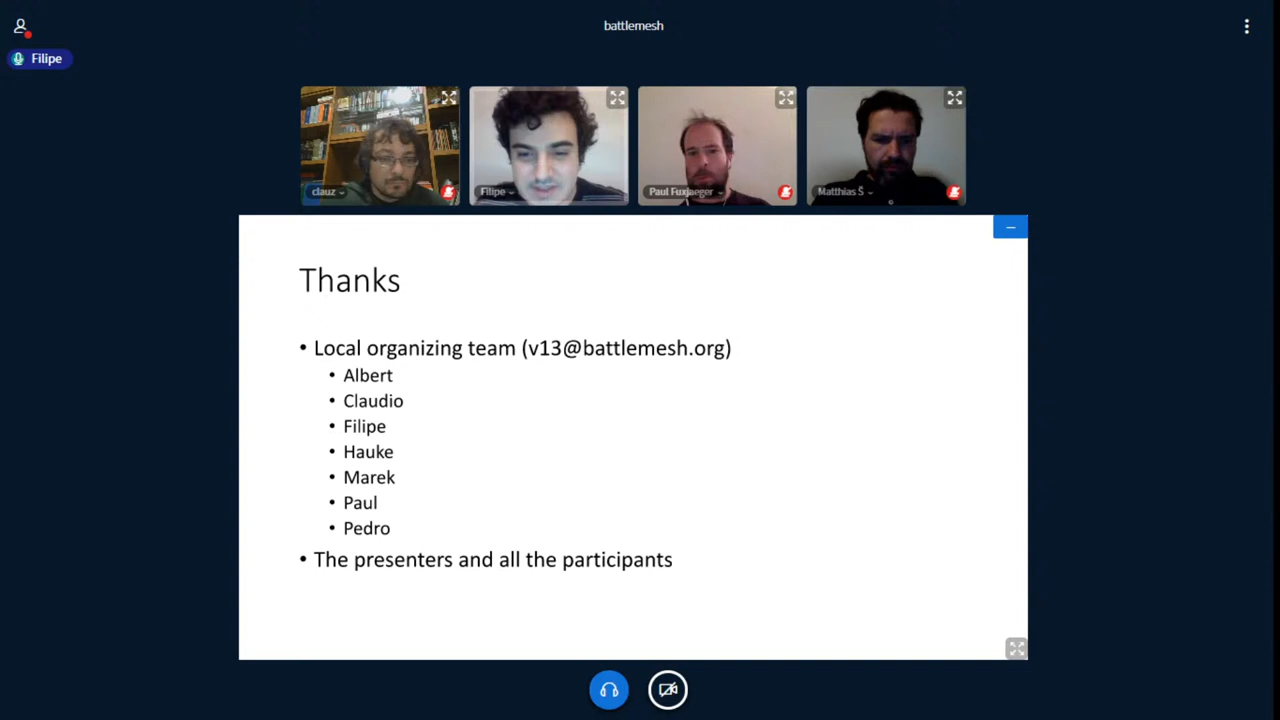 battlemesh
Filipe
clauz
Filipe
Paul Fuxjaeger
Matthias Š
Thanks
• Local organizing team (v13@battlemesh.org)
• Albert
• Claudio
• Filipe
• Hauke
• Marek
• Paul
• Pedro
• The presenters and all the participants